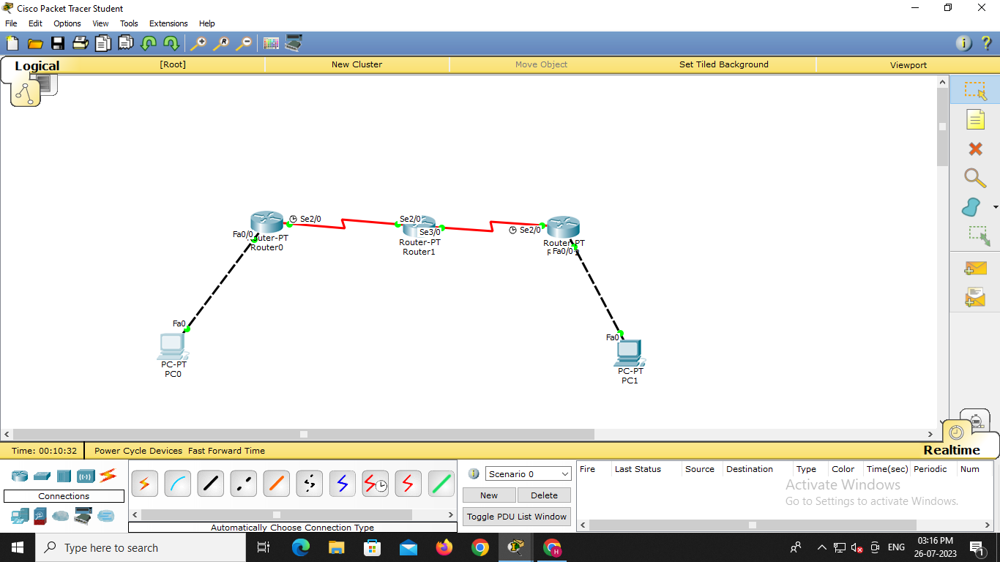 Cisco Packet Tracer Student
File Edit Options View Tools Extensions Help
Logical
[Root]
New Cluster
Move Object
Set Tiled Background
Viewport
Se2/0
Fa0/0
Router-PT
Router0
Se2/0
Se3/0
Router-PT
Router1
Se2/0
Router-PT
Fa0/0
Fa0
PC-PT
PC0
Fa0
PC-PT
PC1
Time: 00:10:32
Power Cycle Devices Fast Forward Time
Realtime
Connections
Automatically Choose Connection Type
Scenario 0
New
Delete
Toggle PDU List Window
Fire Last Status Source Destination Type Color Time(sec) Periodic Num
Activate Windows
Go to Settings to activate Windows.
Type here to search
ENG
03:16 PM
26-07-2023
1